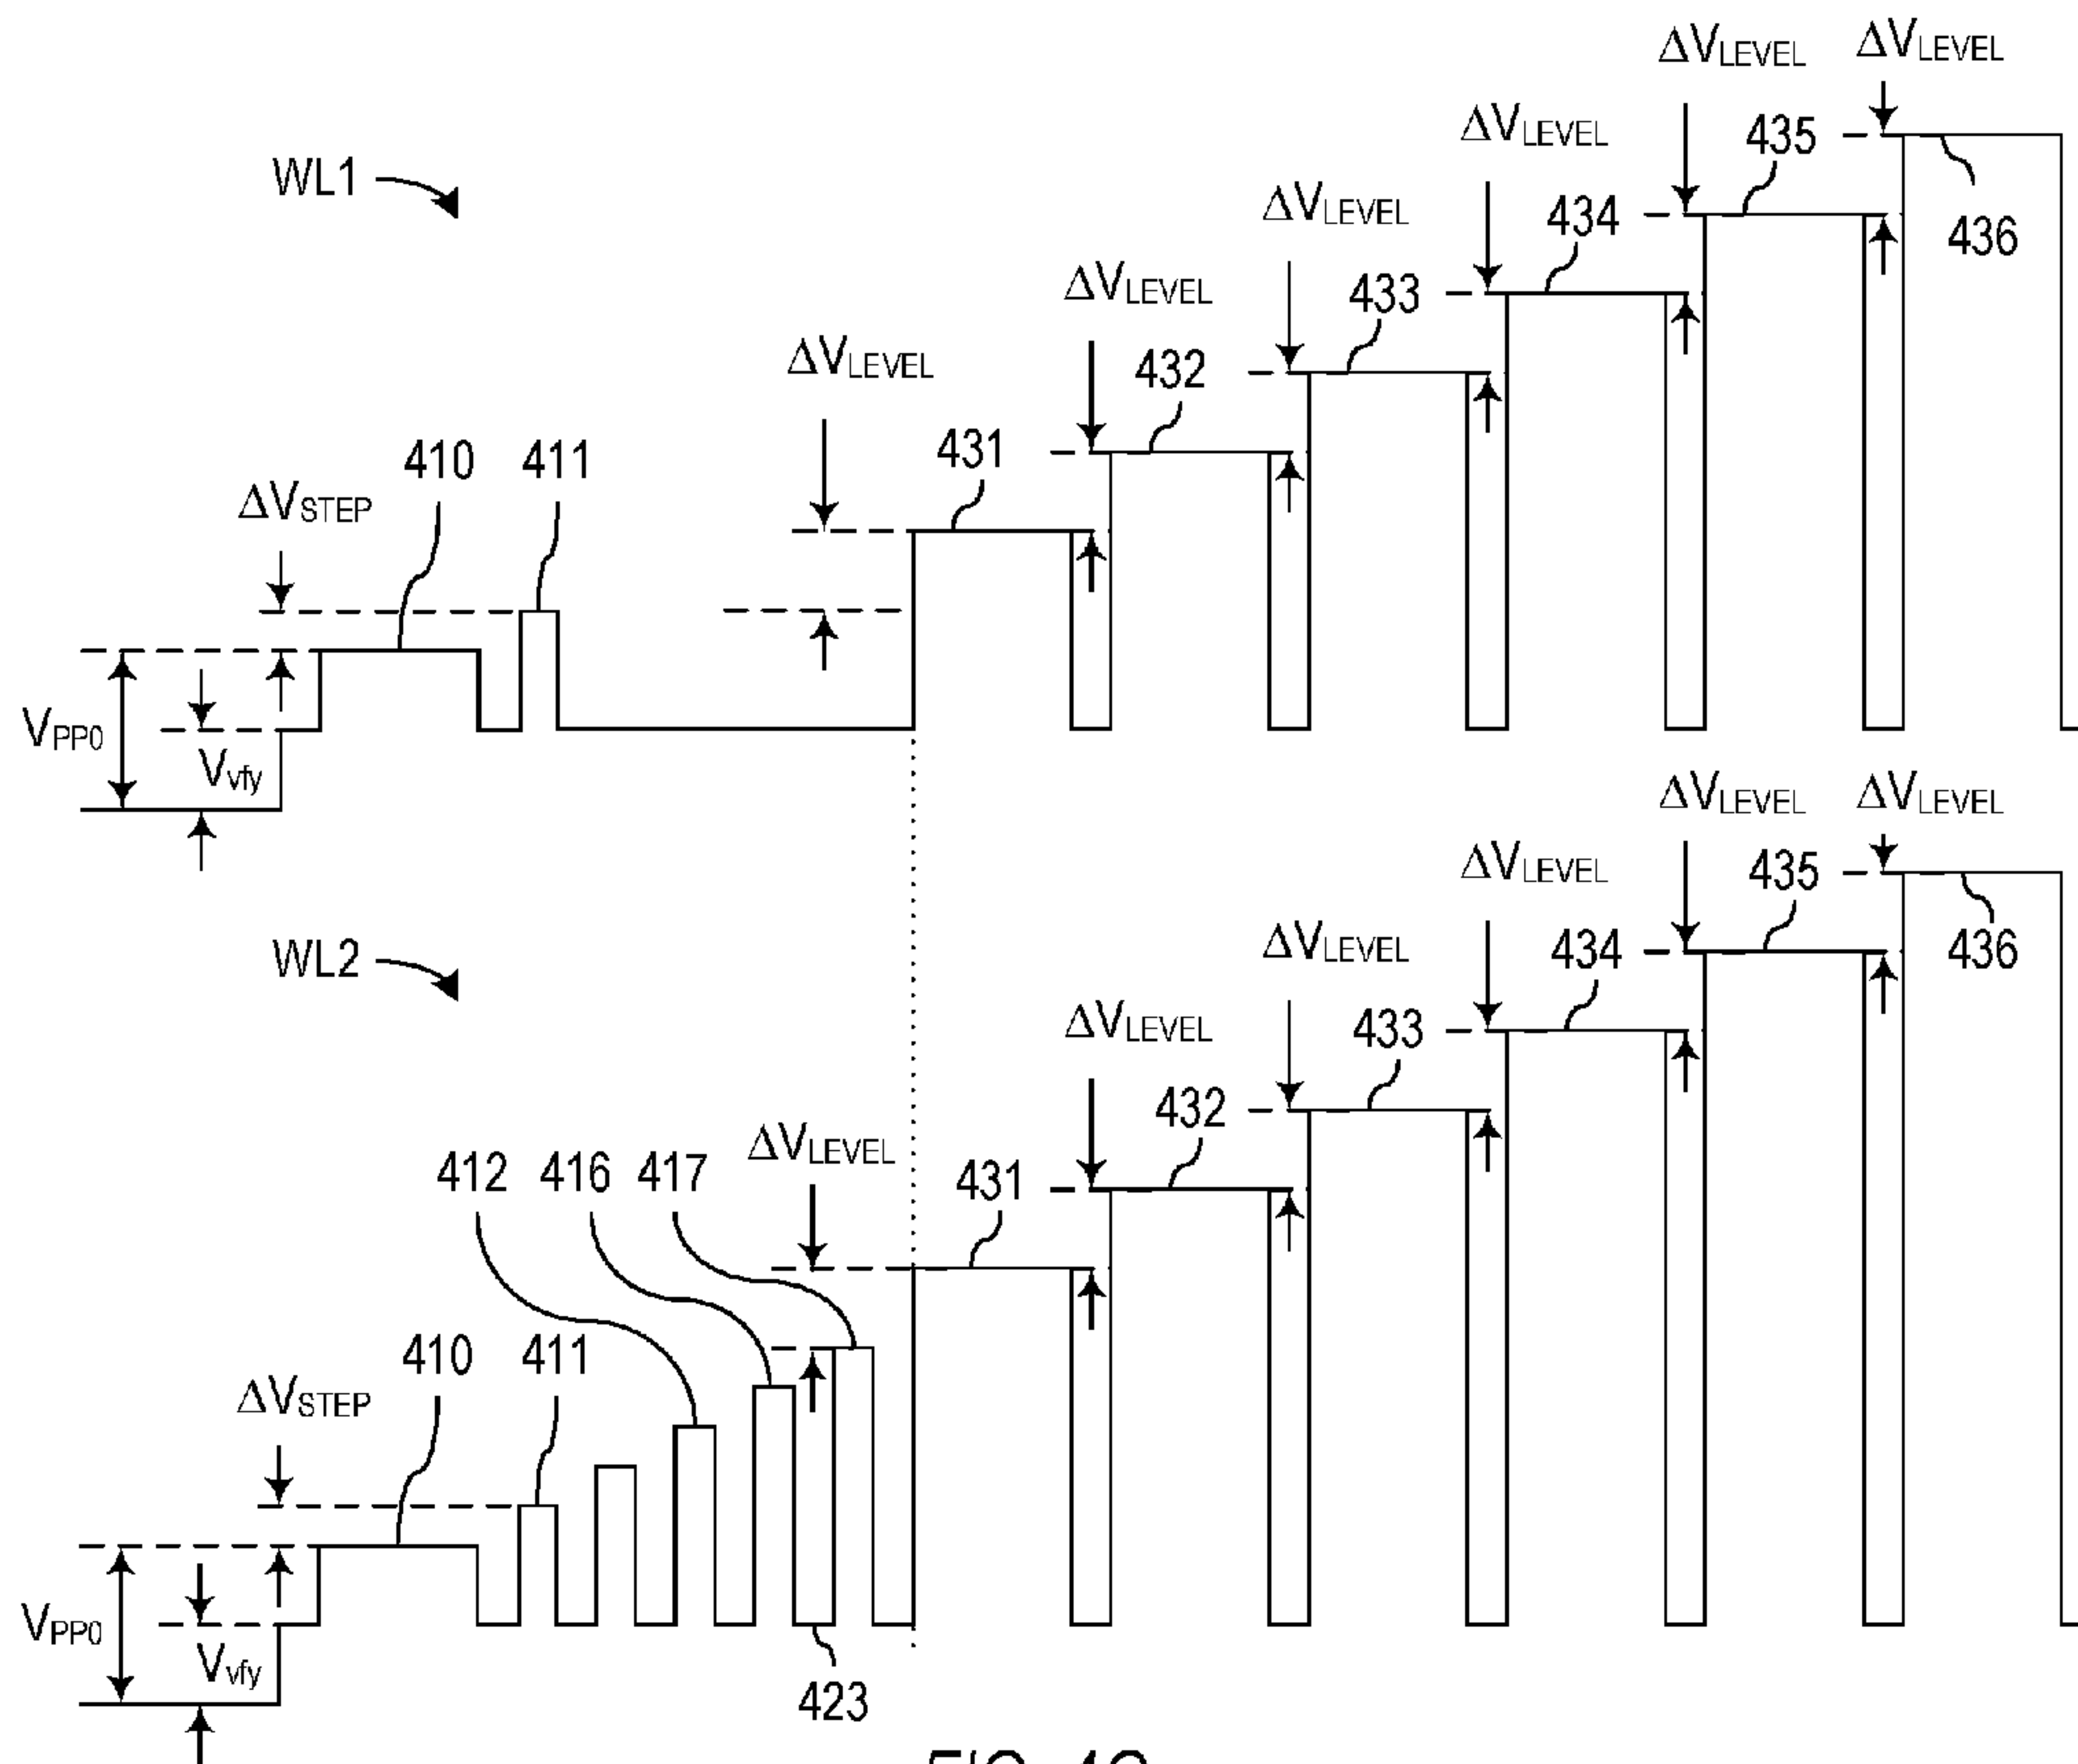 ΔVLEVEL ΔVLEVEL
ΔVLEVEL 435
WL1
ΔVLEVEL 434 436
ΔVLEVEL 433
ΔVLEVEL 432
410 411 431
ΔVSTEP
VPP0
Vvfy
ΔVLEVEL ΔVLEVEL
ΔVLEVEL 435
WL2
ΔVLEVEL 434 436
ΔVLEVEL 433
412 416 417 ΔVLEVEL 431 432
410 411
ΔVSTEP
VPP0
Vvfy
423